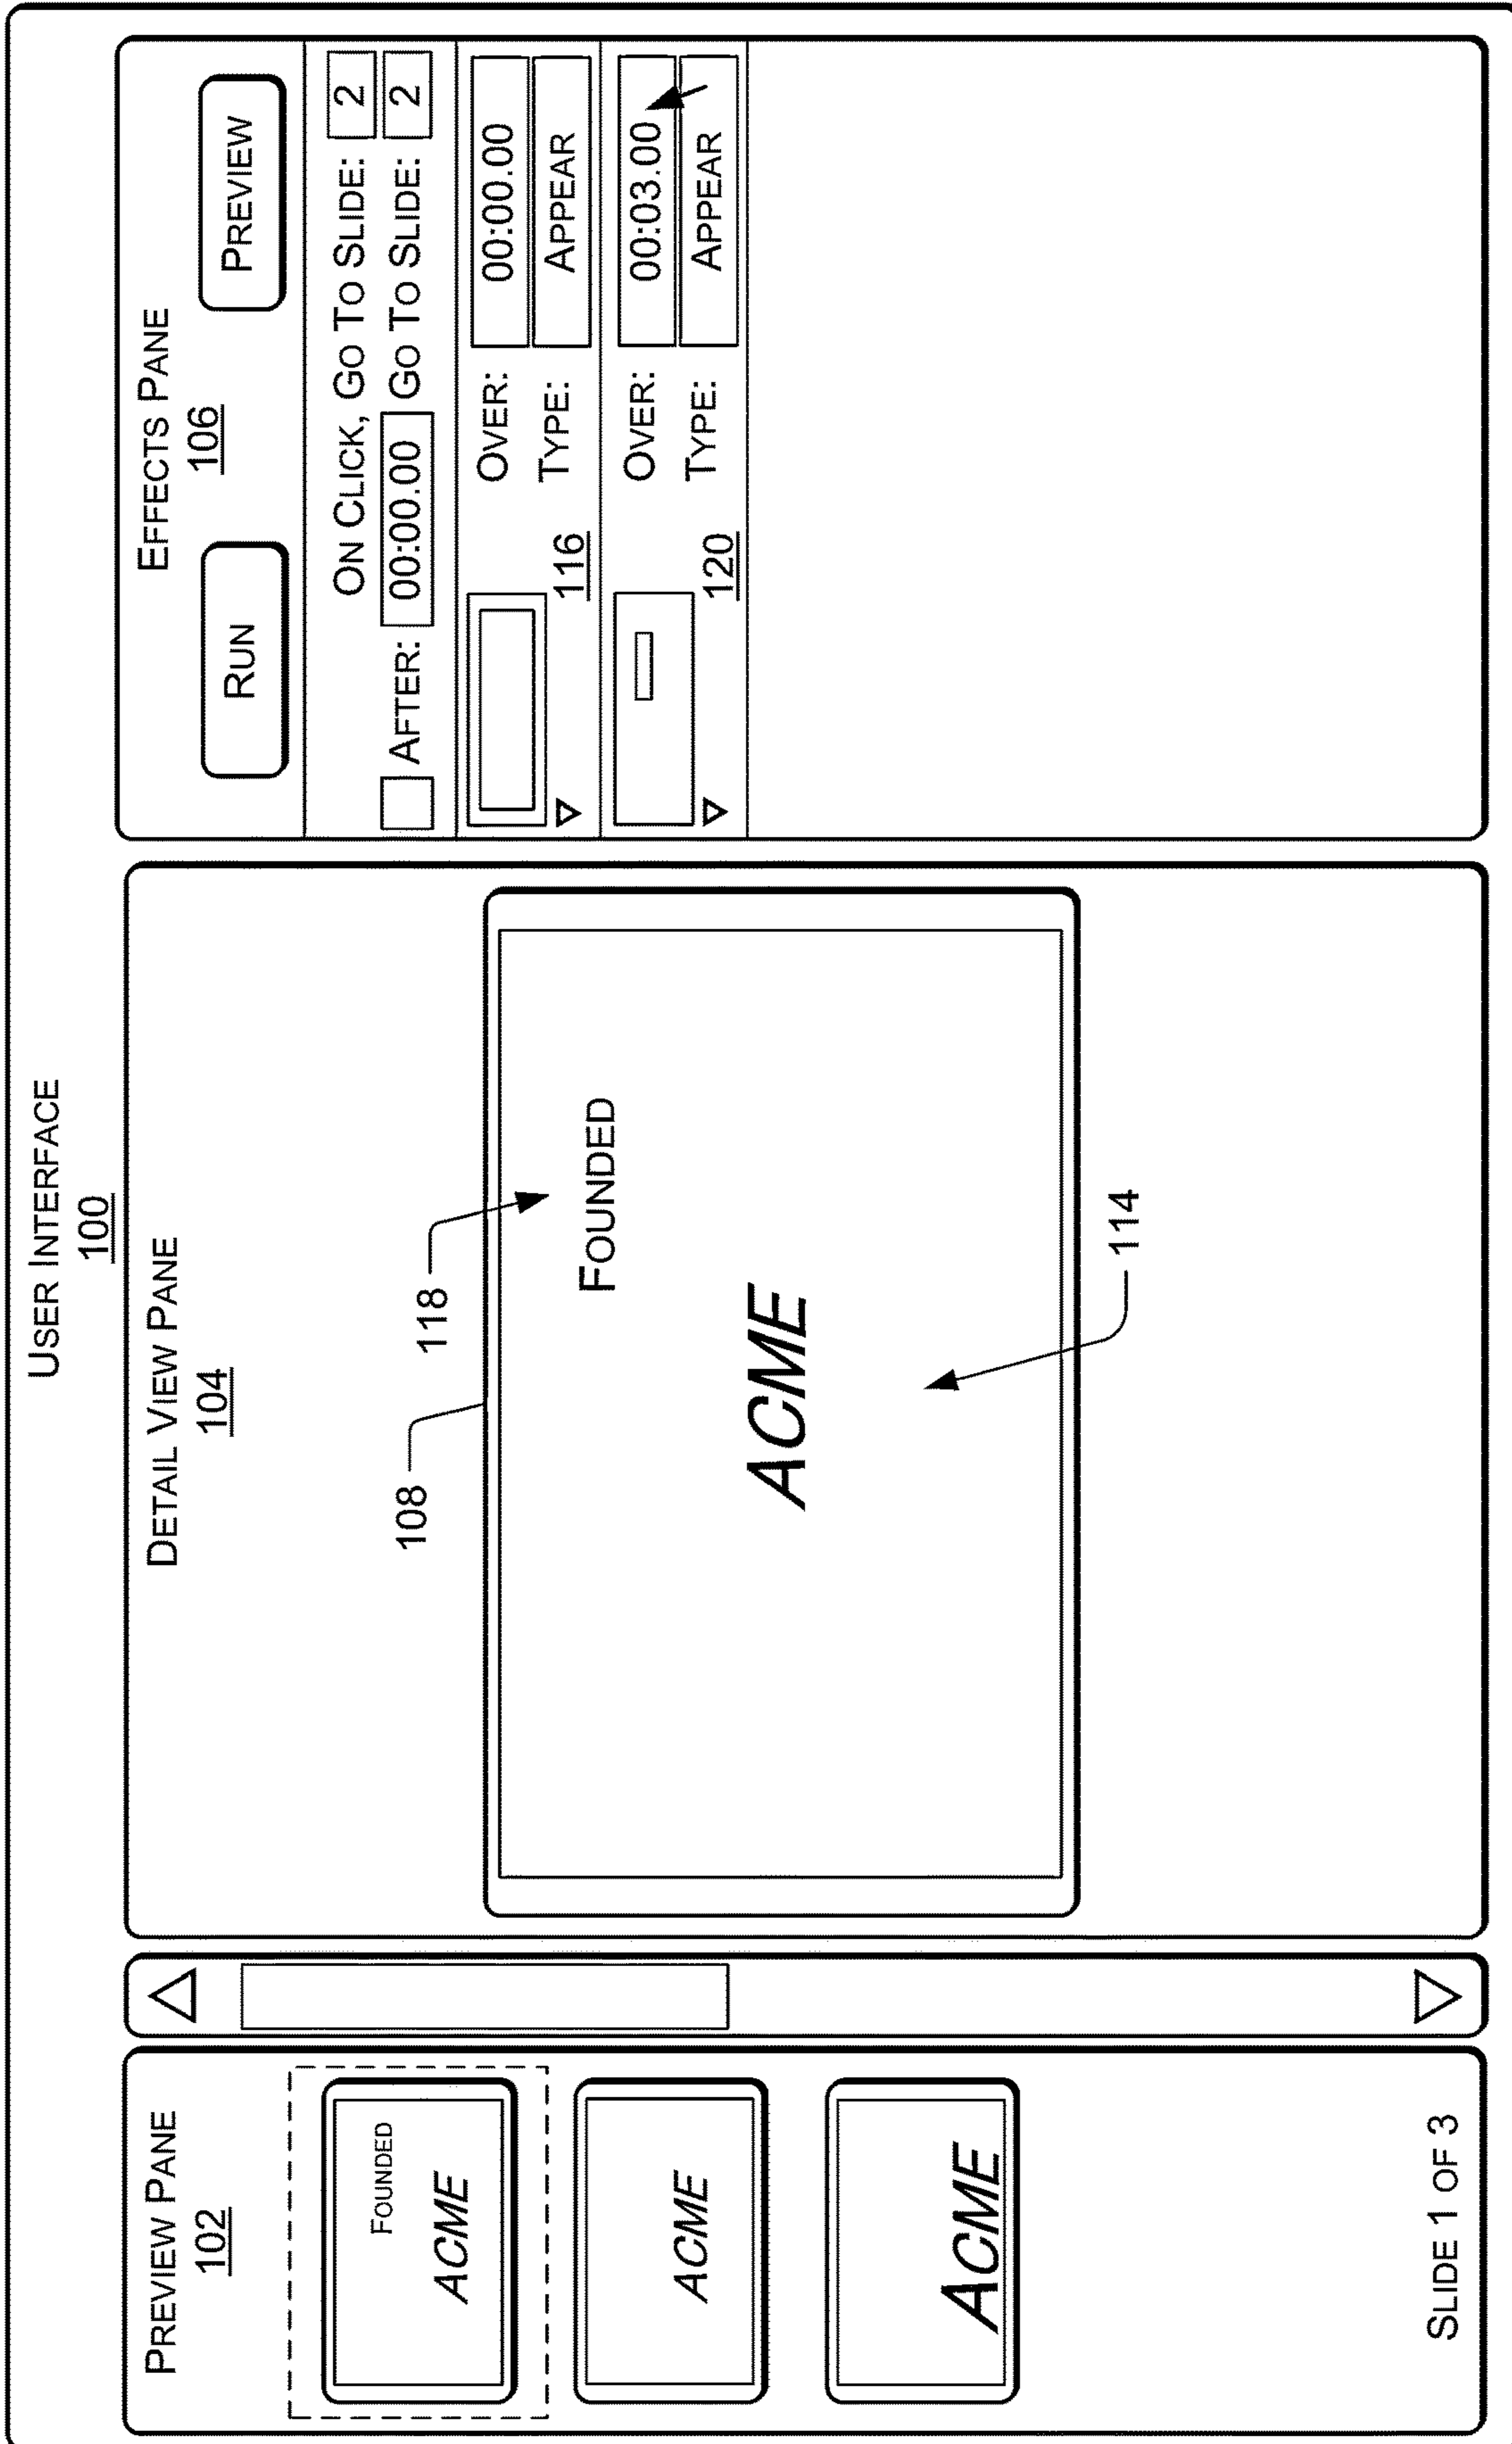 USER INTERFACE
100
PREVIEW PANE
102
FOUNDED
ACME
ACME
ACME
SLIDE 1 OF 3
DETAIL VIEW PANE
104
108
118
FOUNDED
ACME
114
EFFECTS PANE
106
RUN
PREVIEW
ON CLICK, GO TO SLIDE: 2
AFTER: 00:00.00 GO TO SLIDE: 2
OVER: 00:00.00
116 TYPE: APPEAR
OVER: 00:03.00
120 TYPE: APPEAR